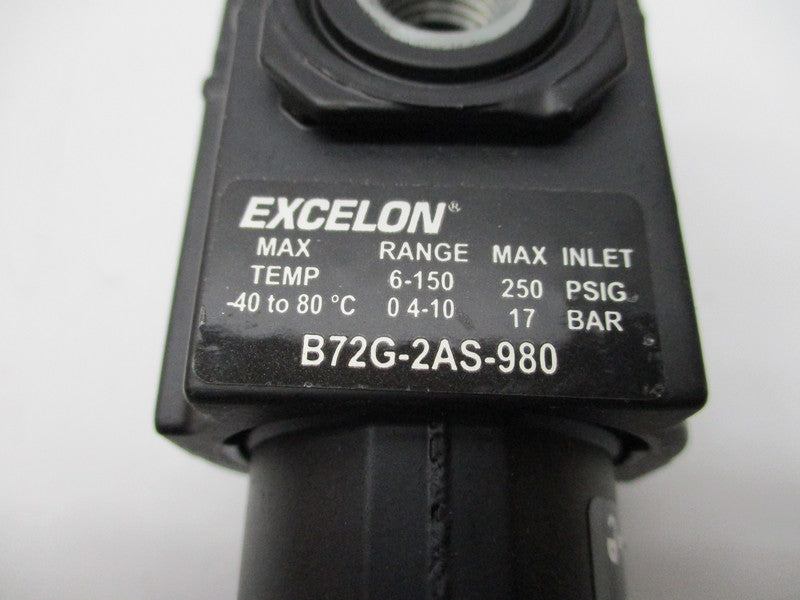 EXCELON®
MAX RANGE MAX INLET
TEMP 6-150 250 PSIG
-40 to 80 °C 0 4-10 17 BAR
B72G-2AS-980